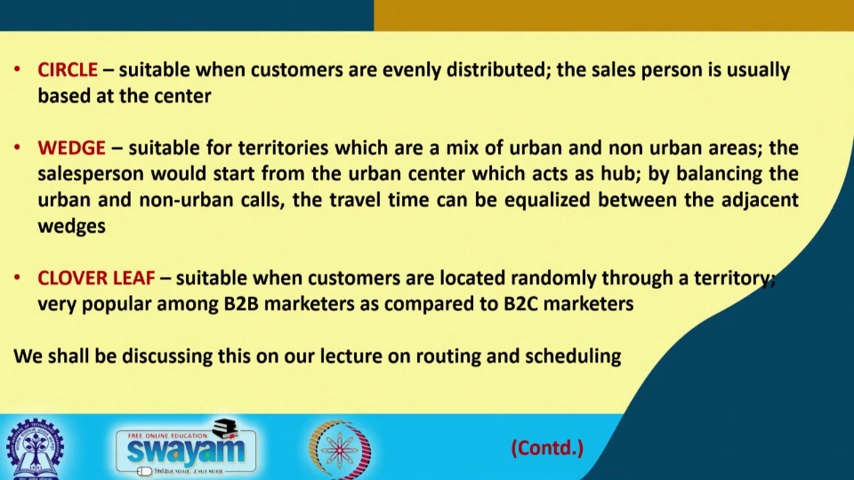 • CIRCLE – suitable when customers are evenly distributed; the sales person is usually
based at the center
• WEDGE – suitable for territories which are a mix of urban and non urban areas; the
salesperson would start from the urban center which acts as hub; by balancing the
urban and non-urban calls, the travel time can be equalized between the adjacent
wedges
• CLOVER LEAF – suitable when customers are located randomly through a territory;
very popular among B2B marketers as compared to B2C marketers
We shall be discussing this on our lecture on routing and scheduling
FREE ONLINE EDUCATION
swayam
(Contd.)